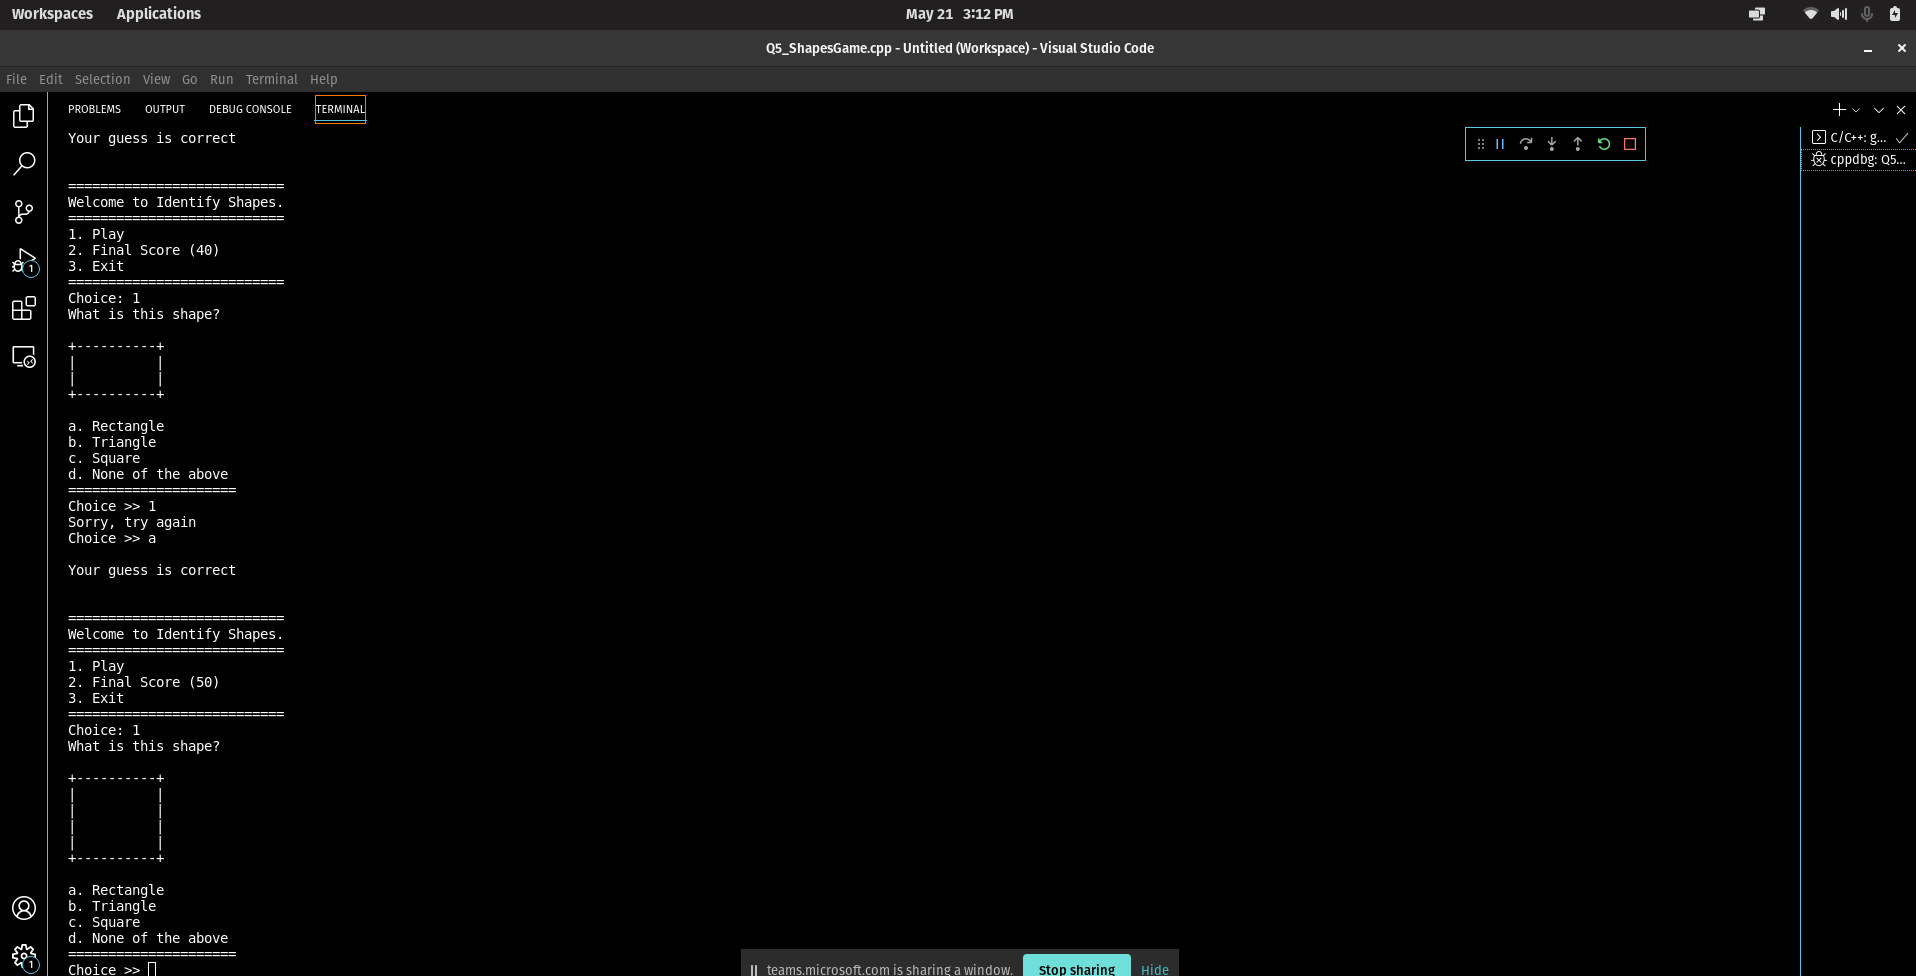 Workspaces Applications May 21 3:12 PM
Q5_ShapesGame.cpp - Untitled (Workspace) - Visual Studio Code
File Edit Selection View Go Run Terminal Help
PROBLEMS OUTPUT DEBUG CONSOLE TERMINAL
Your guess is correct
C/C++: g...
cppdbg: Q5...
===========================
Welcome to Identify Shapes.
===========================
1. Play
2. Final Score (40)
3. Exit
===========================
Choice: 1
What is this shape?
+----------+
|          |
|          |
+----------+
a. Rectangle
b. Triangle
c. Square
d. None of the above
=====================
Choice >> 1
Sorry, try again
Choice >> a
Your guess is correct
===========================
Welcome to Identify Shapes.
===========================
1. Play
2. Final Score (50)
3. Exit
===========================
Choice: 1
What is this shape?
+----------+
|          |
|          |
|          |
|          |
+----------+
a. Rectangle
b. Triangle
c. Square
d. None of the above
=====================
Choice >>
1
1
teams.microsoft.com is sharing a window. Stop sharing Hide